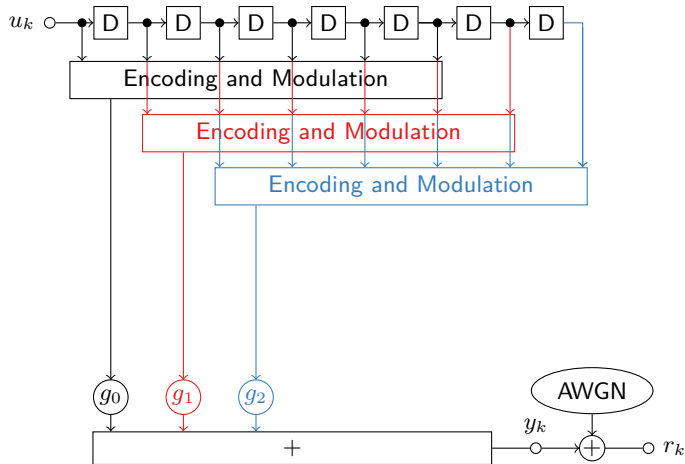 u_k D D D D D D D
Encoding and Modulation
Encoding and Modulation
Encoding and Modulation
g_0 g_1 g_2 AWGN
y_k
+ + r_k